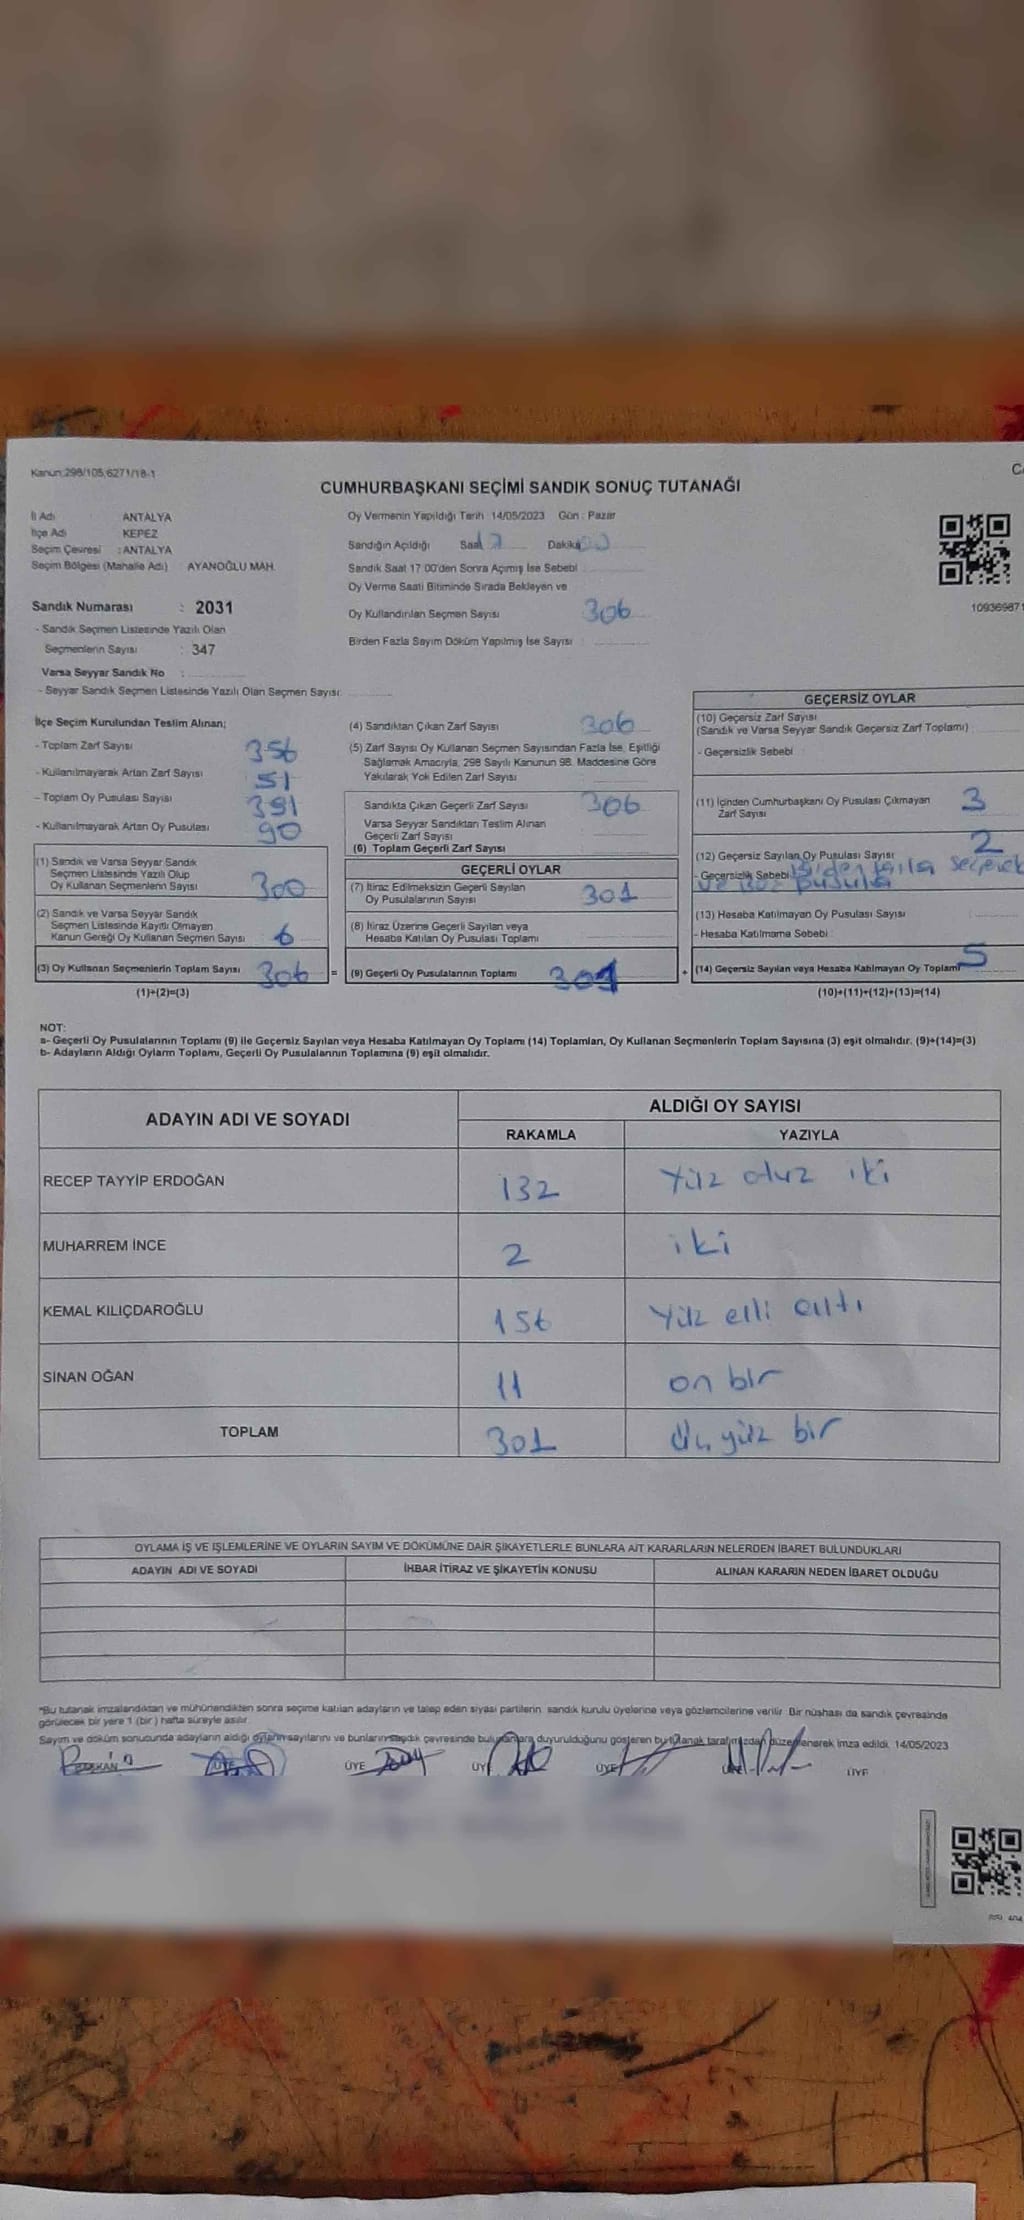 Kanun:298/105,6271/18-1
CUMHURBAŞKANI SEÇİMİ SANDIK SONUÇ TUTANAĞI
İl Adı : ANTALYA
İlçe Adı : KEPEZ
Seçim Çevresi : ANTALYA
Seçim Bölgesi (Mahalle Adı) AYANOĞLU MAH.
Sandık Numarası : 2031
- Sandık Seçmen Listesinde Yazılı Olan
Seçmenlerin Sayısı : 347
Varsa Seyyar Sandık No :
- Seyyar Sandık Seçmen Listesinde Yazılı Olan Seçmen Sayısı:
Oy Vermenin Yapıldığı Tarih : 14/05/2023 Gün : Pazar
Sandığın Açıldığı Saat 17 Dakika
Sandık Saat 17 00'den Sonra Açımış İse Sebebi
Oy Verme Saati Bitiminde Sırada Bekleyen ve
Oy Kullandırılan Seçmen Sayısı 306
Birden Fazla Sayım Döküm Yapılmış İse Sayısı :
109369871
İlçe Seçim Kurulundan Teslim Alınan;
- Toplam Zarf Sayısı 356
- Kullanılmayarak Artan Zarf Sayısı 51
- Toplam Oy Pusulası Sayısı 391
- Kullanılmayarak Artan Oy Pusulası 90
(1) Sandık ve Varsa Seyyar Sandık
Seçmen Listesinde Yazılı Olup
Oy Kullanan Seçmenlerin Sayısı 300
(2) Sandık ve Varsa Seyyar Sandık
Seçmen Listesinde Kayıtlı Olmayan
Kanun Gereği Oy Kullanan Seçmen Sayısı 6
(3) Oy Kullanan Seçmenlerin Toplam Sayısı 306 =
(1)+(2)=(3)
(4) Sandıktan Çıkan Zarf Sayısı 306
(5) Zarf Sayısı Oy Kullanan Seçmen Sayısından Fazla İse, Eşitliği
Sağlamak Amacıyla, 298 Sayılı Kanunun 98. Maddesine Göre
Yakılarak Yok Edilen Zarf Sayısı
Sandıkta Çıkan Geçerli Zarf Sayısı 306
Varsa Seyyar Sandıktan Teslim Alınan
Geçerli Zarf Sayısı
(6) Toplam Geçerli Zarf Sayısı
GEÇERLİ OYLAR
(7) İtiraz Edilmeksizin Geçerli Sayılan
Oy Pusulalarının Sayısı 301
(8) İtiraz Üzerine Geçerli Sayılan veya
Hesaba Katılan Oy Pusulası Toplamı
(9) Geçerli Oy Pusulalarının Toplamı 301 +
GEÇERSİZ OYLAR
(10) Geçersiz Zarf Sayısı
(Sandık ve Varsa Seyyar Sandık Geçersiz Zarf Toplamı)
- Geçersizlik Sebebi
(11) İçinden Cumhurbaşkanı Oy Pusulası Çıkmayan
Zarf Sayısı 3
(12) Geçersiz Sayılan Oy Pusulası Sayısı 2
- Geçersizlik Sebebi Birden fazla seçenek
ve boş pusula
(13) Hesaba Katılmayan Oy Pusulası Sayısı
- Hesaba Katılmama Sebebi
(14) Geçersiz Sayılan veya Hesaba Katılmayan Oy Toplamı 5
(10)+(11)+(12)+(13)=(14)
NOT:
a- Geçerli Oy Pusulalarının Toplamı (9) ile Geçersiz Sayılan veya Hesaba Katılmayan Oy Toplamı (14) Toplamları, Oy Kullanan Seçmenlerin Toplam Sayısına (3) eşit olmalıdır. (9)+(14)=(3)
b- Adayların Aldığı Oyların Toplamı, Geçerli Oy Pusulalarının Toplamına (9) eşit olmalıdır.
ADAYIN ADI VE SOYADI ALDIĞI OY SAYISI
RAKAMLA YAZIYLA
RECEP TAYYİP ERDOĞAN 132 Yüz otuz iki
MUHARREM İNCE 2 iki
KEMAL KILIÇDAROĞLU 156 Yüz elli altı
SİNAN OĞAN 11 on bir
TOPLAM 301 Üç yüz bir
OYLAMA İŞ VE İŞLEMLERİNE VE OYLARIN SAYIM VE DÖKÜMÜNE DAİR ŞİKAYETLERLE BUNLARA AİT KARARLARIN NELERDEN İBARET BULUNDUKLARI
ADAYIN ADI VE SOYADI İHBAR İTİRAZ VE ŞİKAYETİN KONUSU ALINAN KARARIN NEDEN İBARET OLDUĞU
*Bu tutanak imzalandıktan ve mühürlendikten sonra seçime katılan adayların ve talep eden siyasi partilerin sandık kurulu üyelerine veya gözlemcilerine verilir. Bir nüshası da sandık çevresinde
görülecek bir yere 1 (bir) hafta süreyle asılır.
Sayım ve döküm sonucunda adayların aldığı oyların sayılarını ve bunların sandık çevresinde bulunanlara duyurulduğunu gösteren bu tutanak tarafımızdan düzenlenerek imza edildi. 14/05/2023
BAŞKAN ÜYE ÜYE ÜYE ÜYE ÜYE ÜYE